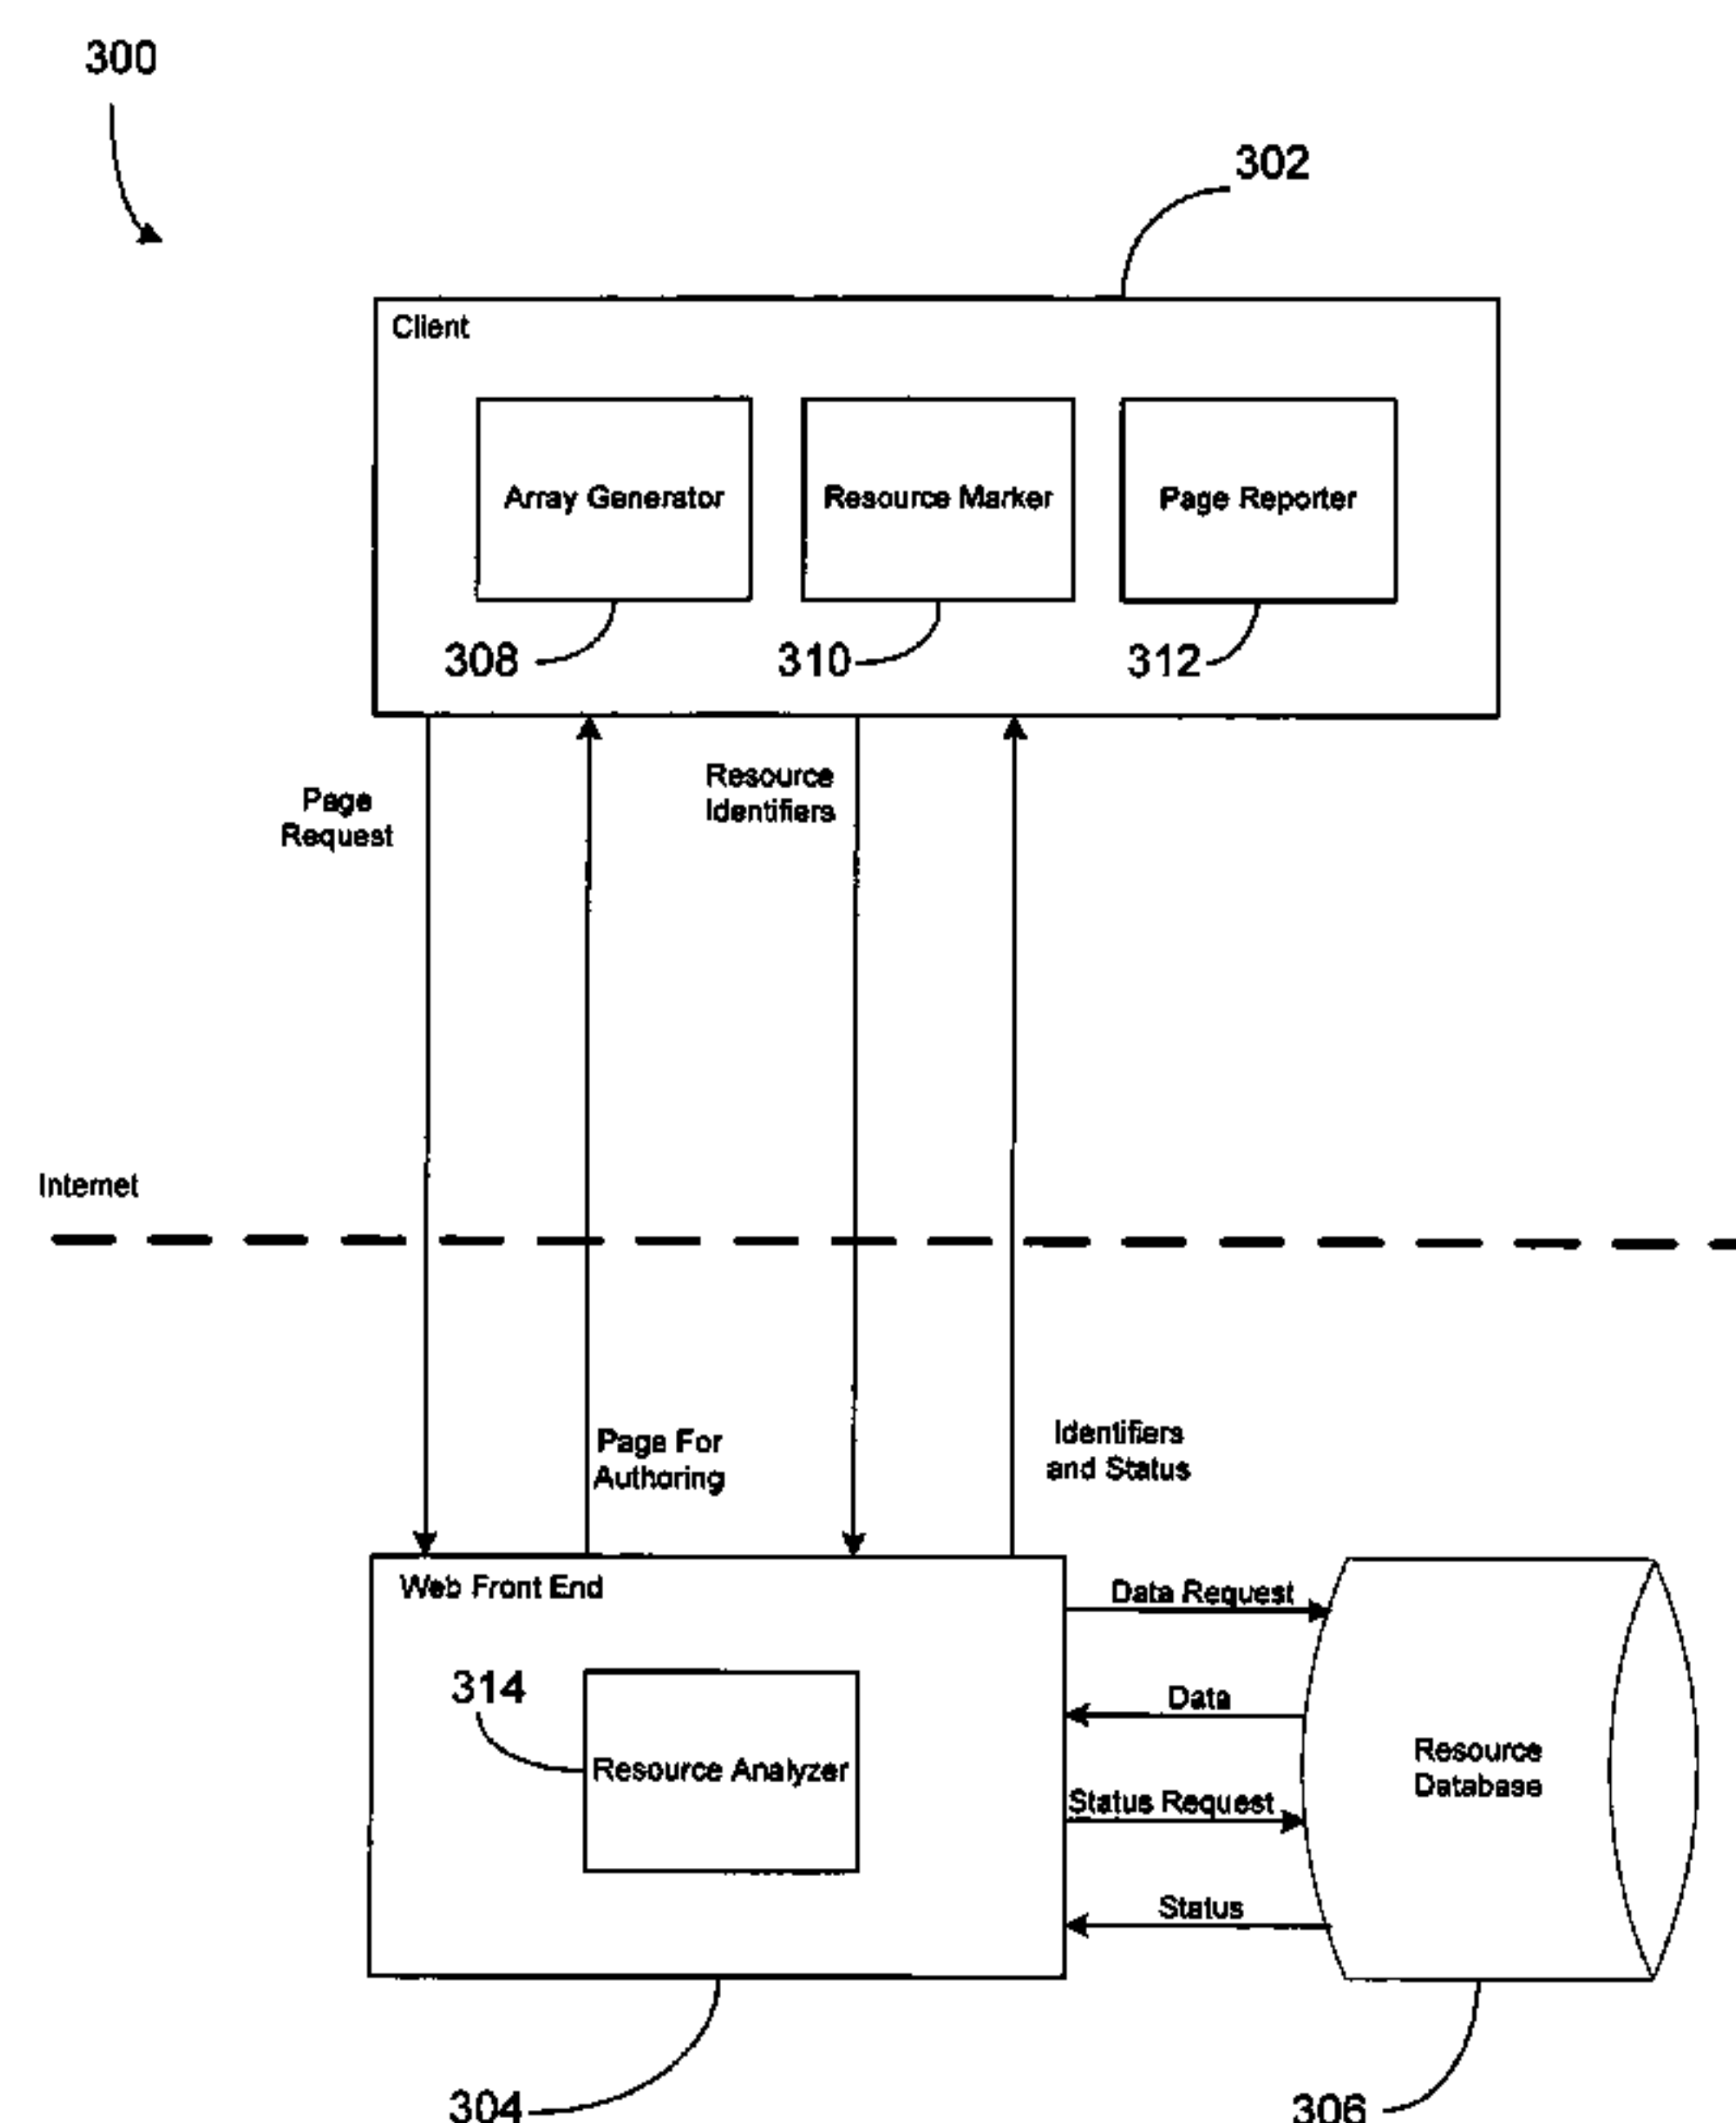 300
302
Client
Array Generator
Resource Marker
Page Reporter
308
310
312
Page
Request
Resource
Identifiers
Internet
Page For
Authoring
Identifiers
and Status
Web Front End
314
Resource Analyzer
Data Request
Data
Status Request
Status
Resource
Database
304
306